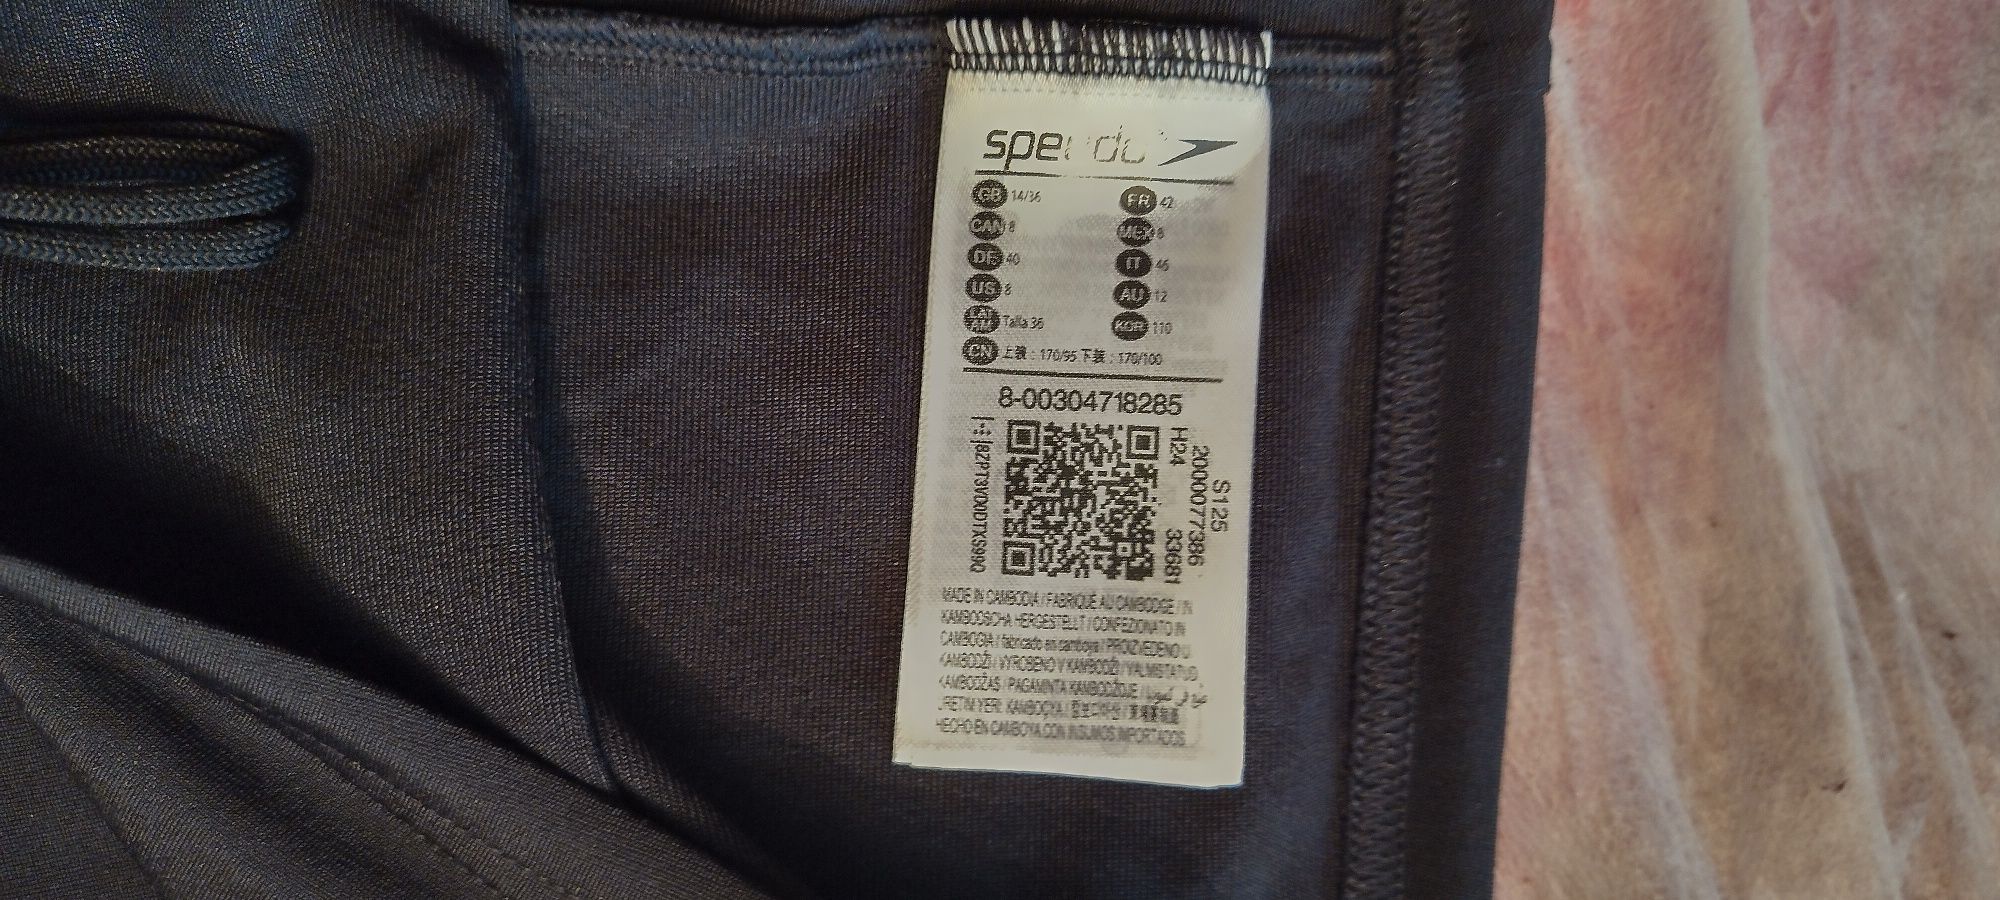 speedo
GB 14/36 FR 42
CAN 8 MEX 8
DE 40 IT 46
US 8 AU 12
LAT AM Talla 36 KOR 110
CN 上装 : 170/95 下装 : 170/100
8-00304718285
H24 33681
2000077386
S125
MADE IN CAMBODIA / FABRIQUÉ AU CAMBODGE / IN
KAMBODSCHA HERGESTELLT / CONFEZIONATO IN
CAMBOGIA / fabricado en camboya / PROIZVEDENO U
KAMBODŽI / VYROBENO V KAMBODŽI / VALMISTATUD
KAMBODŽAS / PAGAMINTA KAMBODŽOJE /
ÜRETİM YERİ: KAMBOÇYA /
HECHO EN CAMBOYA CON INSUMOS IMPORTADOS